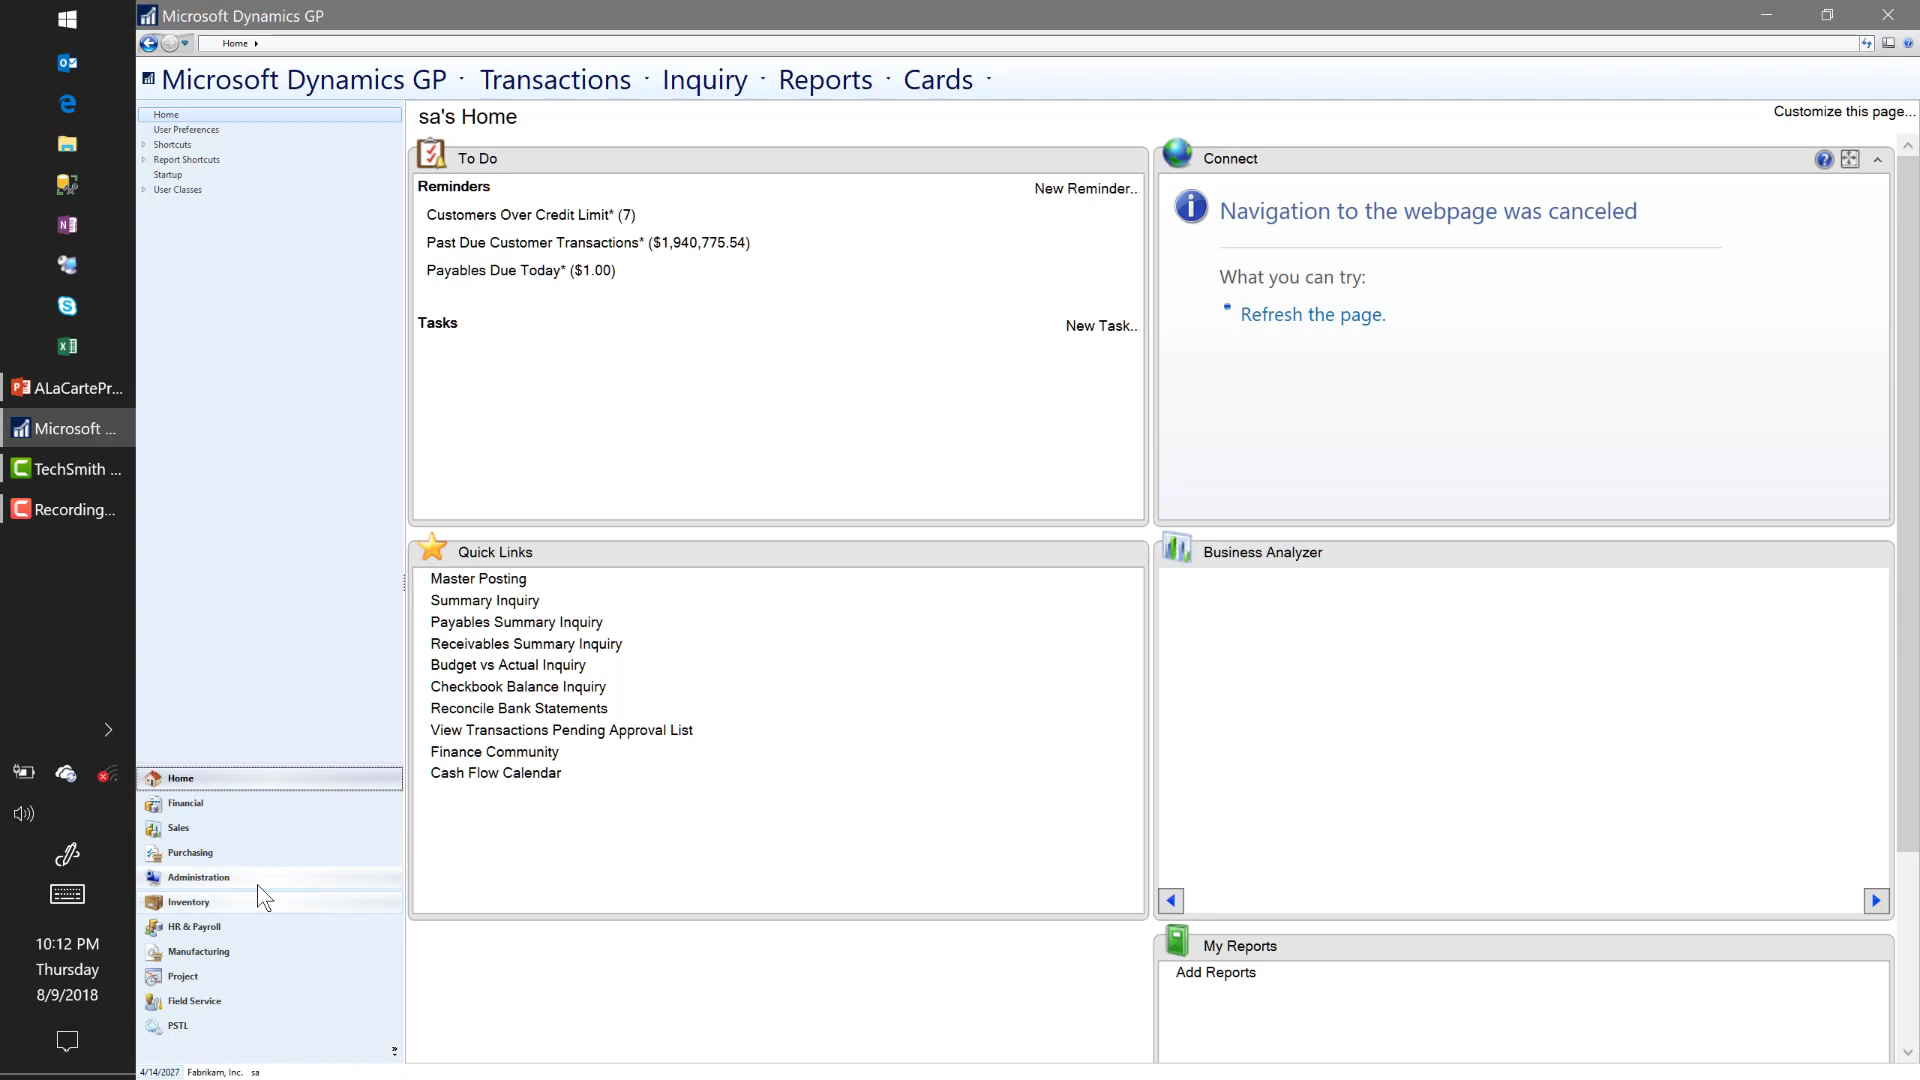 Microsoft Dynamics GP
Home
Microsoft Dynamics GP
Transactions
Inquiry
Reports
Cards
Home
User Preferences
Shortcuts
Report Shortcuts
Startup
User Classes
sa's Home
Customize this page...
To Do
Reminders
New Reminder...
Customers Over Credit Limit* (7)
Past Due Customer Transactions* ($1,940,775.54)
Payables Due Today* ($1.00)
Tasks
New Task...
Connect
Navigation to the webpage was canceled
What you can try:
Refresh the page.
Quick Links
Master Posting
Summary Inquiry
Payables Summary Inquiry
Receivables Summary Inquiry
Budget vs Actual Inquiry
Checkbook Balance Inquiry
Reconcile Bank Statements
View Transactions Pending Approval List
Finance Community
Cash Flow Calendar
Business Analyzer
My Reports
Add Reports
ALaCartePr...
Microsoft ...
TechSmith ...
Recording...
10:12 PM
Thursday
8/9/2018
Home
Financial
Sales
Purchasing
Administration
Inventory
HR & Payroll
Manufacturing
Project
Field Service
PSTL
4/14/2027 Fabrikam, Inc. sa